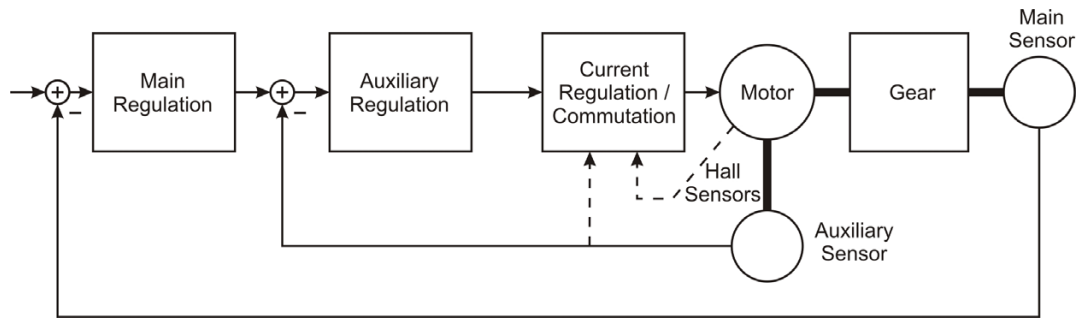 Main
Sensor
Main
Regulation
Auxiliary
Regulation
Current
Regulation /
Commutation
Motor
Gear
–
–
Hall
Sensors
Auxiliary
Sensor